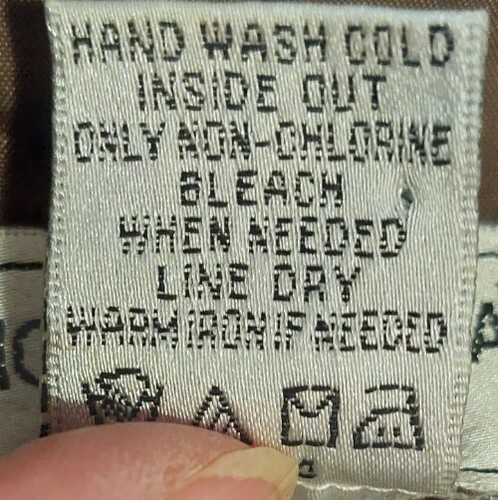 HAND WASH COLD
INSIDE OUT
ONLY NON-CHLORINE
BLEACH
WHEN NEEDED
LINE DRY
WARM IRON IF NEEDED